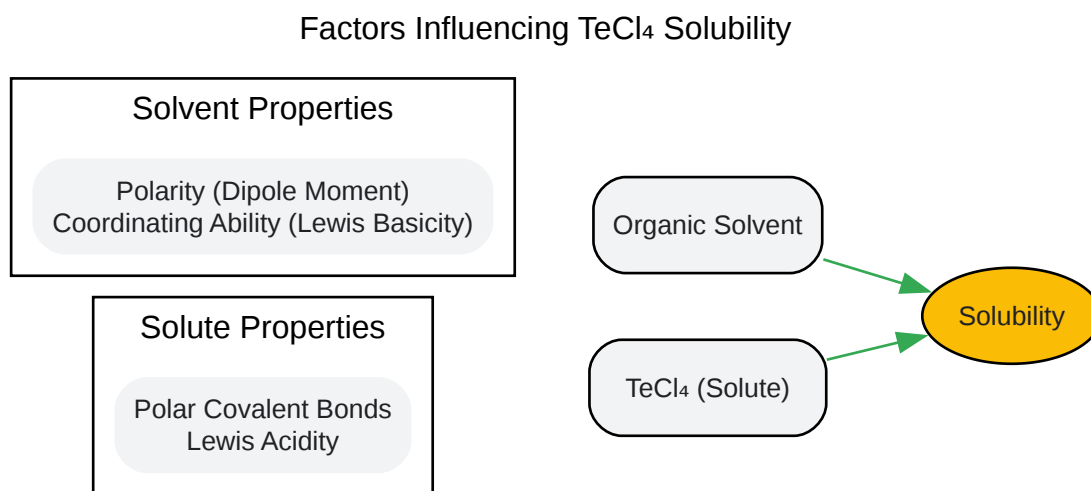 Factors Influencing TeCl₄ Solubility
Solvent Properties
Polarity (Dipole Moment)
Coordinating Ability (Lewis Basicity)
Solute Properties
Polar Covalent Bonds
Lewis Acidity
Organic Solvent
TeCl₄ (Solute)
Solubility